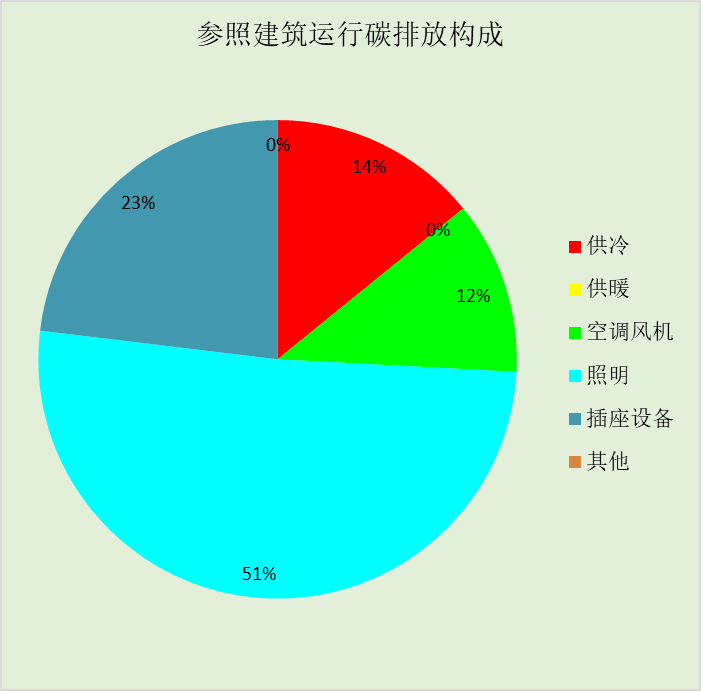 参照建筑运行碳排放构成
0%
14%
23%
0%
12%
51%
供冷
供暖
空调风机
照明
插座设备
其他